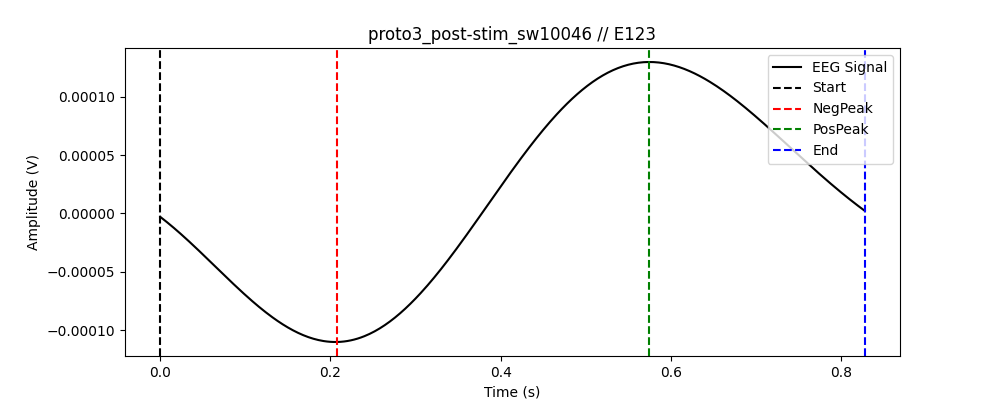 proto3_post-stim_sw10046 // E123
EEG Signal
Start
NegPeak
PosPeak
End
Amplitude (V)
0.00010
0.00005
0.00000
−0.00005
−0.00010
0.0 0.2 0.4 0.6 0.8
Time (s)